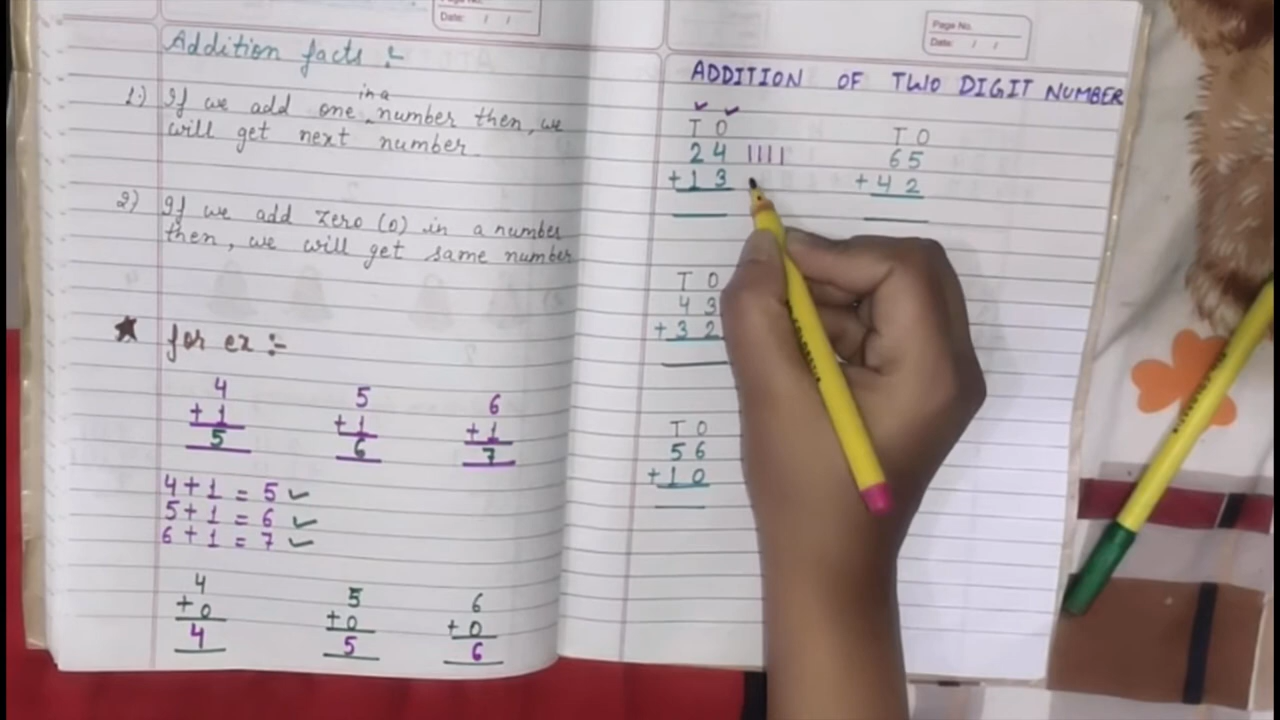 Page No.
Date: / /
Addition facts :-
1.) If we add one in a number then, we
will get next number.
2) If we add zero (0) in a number
then, we will get same number
★ for ex :-
4
+ 1
5
5
+ 1
6
6
+ 1
7
4 + 1 = 5 ✓
5 + 1 = 6 ✓
6 + 1 = 7 ✓
4
+ 0
4
5
+ 0
5
6
+ 0
6
Page No.
Date: / /
ADDITION OF TWO DIGIT NUMBER
✓ ✓
T O
2 4 ||||
+ 1 3
T O
6 5
+ 4 2
T O
4 3
+ 3 2
T O
5 6
+ 1 0